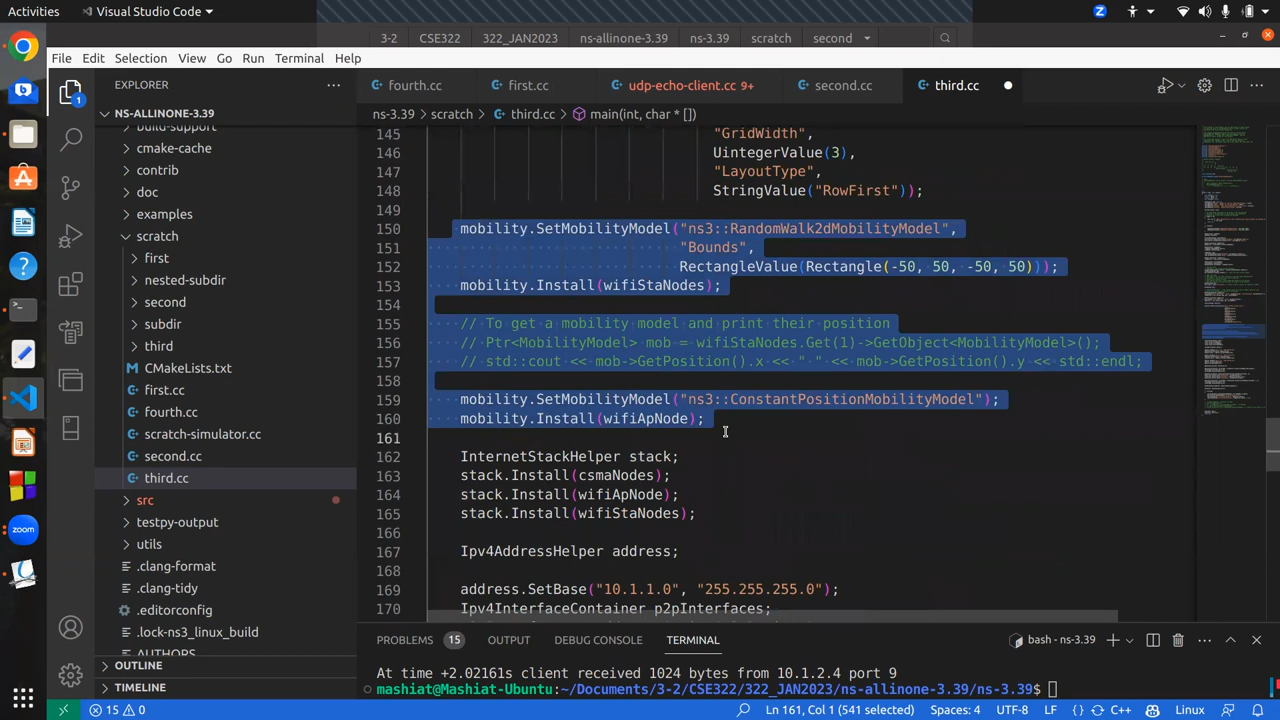 Activities
Visual Studio Code
3-2
CSE322
322_JAN2023
ns-allinone-3.39
ns-3.39
scratch
second
File Edit Selection View Go Run Terminal Help
EXPLORER
fourth.cc
first.cc
udp-echo-client.cc 9+
second.cc
third.cc
1
NS-ALLINONE-3.39
ns-3.39 > scratch > third.cc > main(int, char * [])
build-support
cmake-cache
contrib
doc
examples
scratch
first
nested-subdir
second
subdir
third
CMakeLists.txt
first.cc
fourth.cc
scratch-simulator.cc
second.cc
third.cc
src
testpy-output
utils
.clang-format
.clang-tidy
.editorconfig
.lock-ns3_linux_build
AUTHORS
OUTLINE
TIMELINE
145 "GridWidth",
146 UintegerValue(3),
147 "LayoutType",
148 StringValue("RowFirst"));
149
150 mobility.SetMobilityModel("ns3::RandomWalk2dMobilityModel",
151 "Bounds",
152 RectangleValue(Rectangle(-50, 50, -50, 50)));
153 mobility.Install(wifiStaNodes);
154
155 // To get a mobility model and print their position
156 // Ptr<MobilityModel> mob = wifiStaNodes.Get(1)->GetObject<MobilityModel>();
157 // std::cout << mob->GetPosition().x << " " << mob->GetPosition().y << std::endl;
158
159 mobility.SetMobilityModel("ns3::ConstantPositionMobilityModel");
160 mobility.Install(wifiApNode);
161
162 InternetStackHelper stack;
163 stack.Install(csmaNodes);
164 stack.Install(wifiApNode);
165 stack.Install(wifiStaNodes);
166
167 Ipv4AddressHelper address;
168
169 address.SetBase("10.1.1.0", "255.255.255.0");
170 Ipv4InterfaceContainer p2pInterfaces;
PROBLEMS 15 OUTPUT DEBUG CONSOLE TERMINAL
bash - ns-3.39
At time +2.02161s client received 1024 bytes from 10.1.2.4 port 9
mashiat@Mashiat-Ubuntu:~/Documents/3-2/CSE322/322_JAN2023/ns-allinone-3.39/ns-3.39$
15 0
Ln 161, Col 1 (541 selected) Spaces: 4 UTF-8 LF {} C++ Linux
zoom